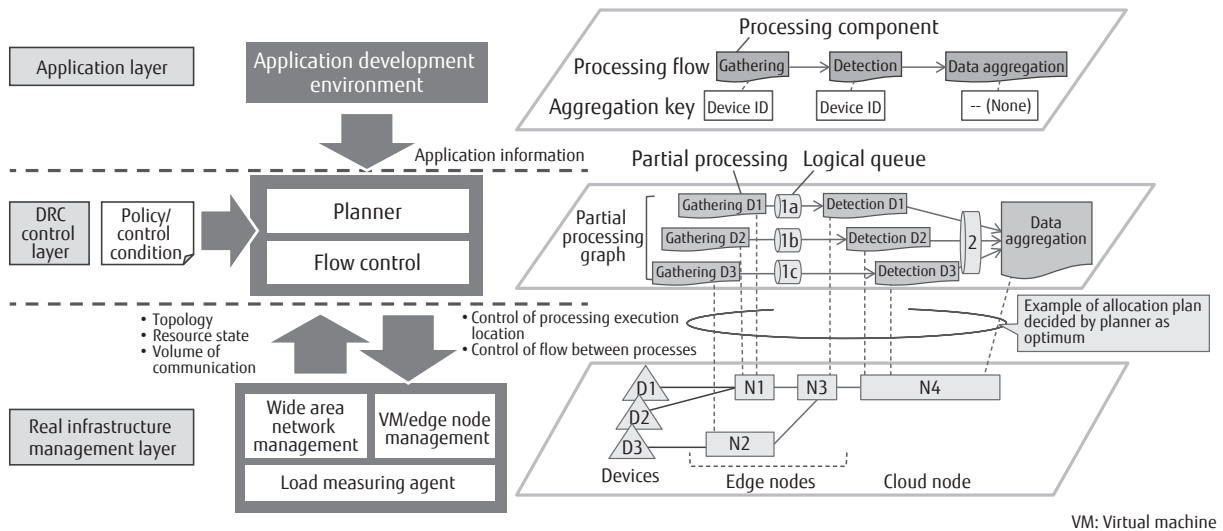 Application layer
Application development
environment
Processing component
Processing flow
Gathering
Detection
Data aggregation
Aggregation key
Device ID
Device ID
-- (None)
Application information
DRC
control
layer
Policy/
control
condition
Planner
Flow control
Partial processing
Logical queue
Partial
processing
graph
Gathering D1
1a
Detection D1
Gathering D2
1b
Detection D2
Gathering D3
1c
Detection D3
2
Data
aggregation
• Topology
• Resource state
• Volume of
communication
• Control of processing execution
location
• Control of flow between processes
Example of allocation plan
decided by planner as
optimum
Real infrastructure
management layer
Wide area
network
management
VM/edge node
management
Load measuring agent
D1
D2
D3
N1
N3
N4
N2
Devices
Edge nodes
Cloud node
VM: Virtual machine